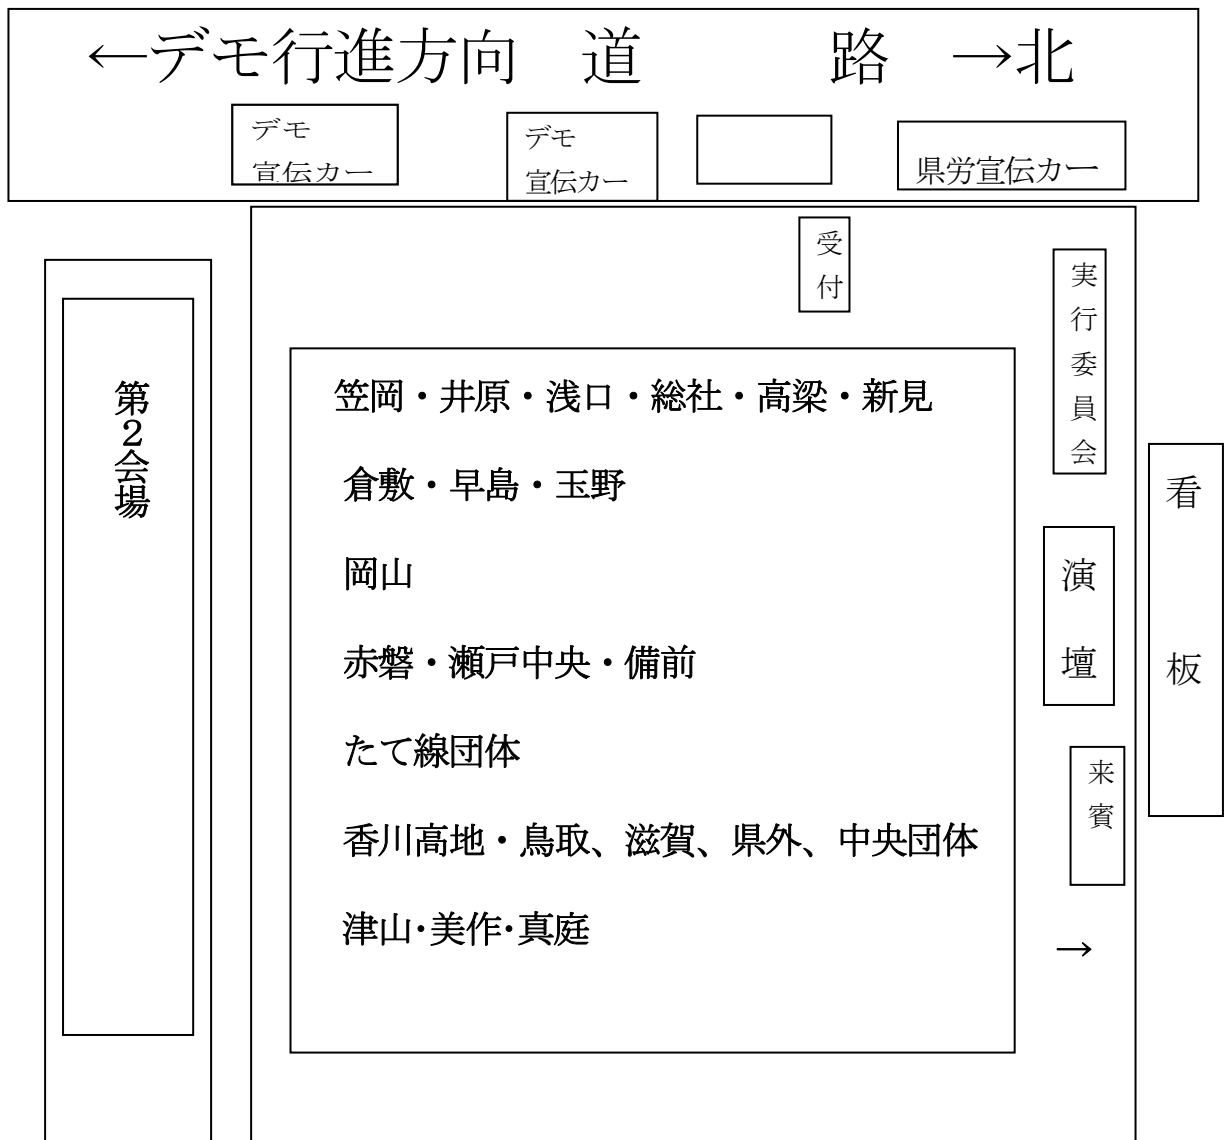 ←デモ行進方向　道　　　路　→北
デモ
宣伝カー
デモ
宣伝カー
県労宣伝カー
受付
実行委員会
第２会場
笠岡・井原・浅口・総社・高梁・新見
倉敷・早島・玉野
岡山
赤磐・瀬戸中央・備前
たて線団体
香川高地・鳥取、滋賀、県外、中央団体
津山・美作・真庭
演壇
来賓
→
看板